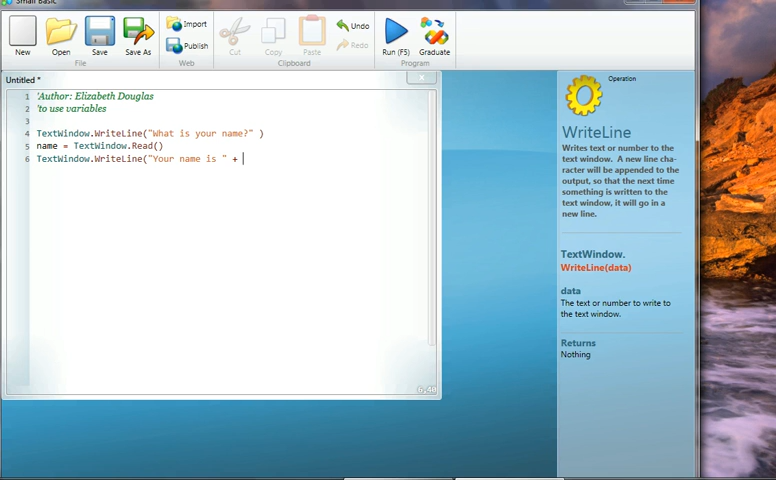 Small Basic
New
Open
Save
Save As
File
Import
Publish
Web
Cut
Copy
Paste
Undo
Redo
Clipboard
Run (F5)
Graduate
Program
Untitled *
1 'Author: Elizabeth Douglas
2 'to use variables
3
4 TextWindow.WriteLine("What is your name?" )
5 name = TextWindow.Read()
6 TextWindow.WriteLine("Your name is " +
6,40
Operation
WriteLine
Writes text or number to the
text window. A new line cha-
racter will be appended to the
output, so that the next time
something is written to the
text window, it will go in a
new line.
TextWindow.
WriteLine(data)
data
The text or number to write to
the text window.
Returns
Nothing